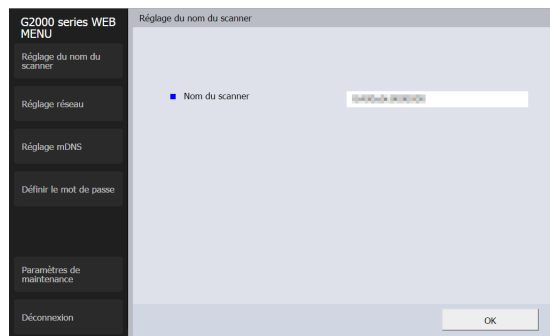 G2000 series WEB
MENU
Réglage du nom du
scanner
Réglage réseau
Réglage mDNS
Définir le mot de passe
Paramètres de
maintenance
Déconnexion
Réglage du nom du scanner
Nom du scanner
OK